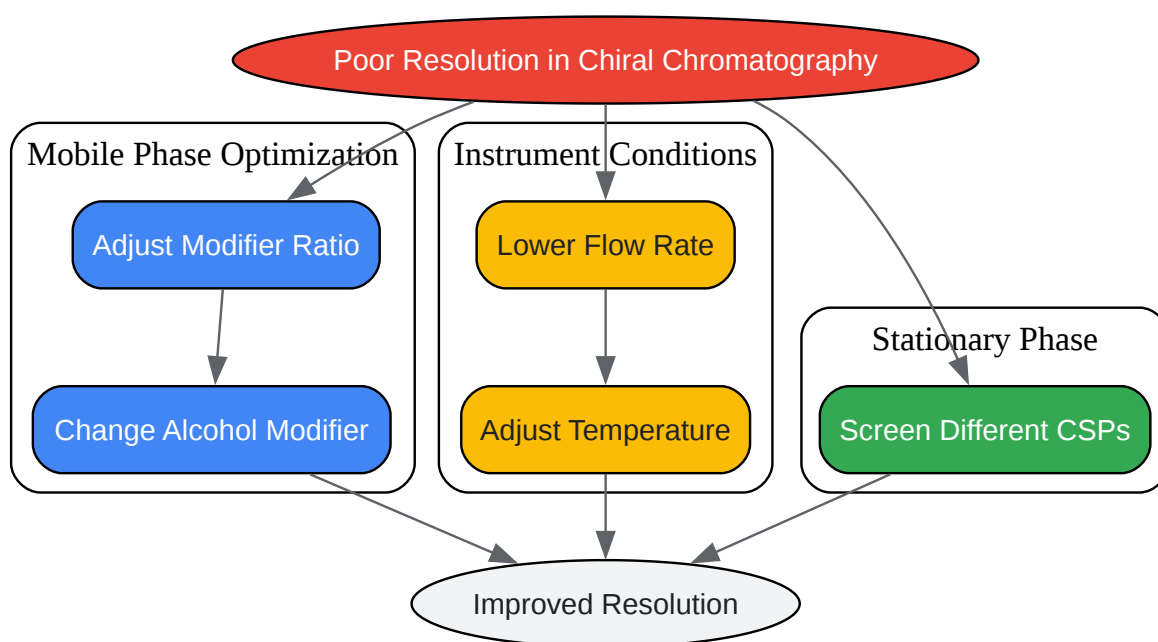 Poor Resolution in Chiral Chromatography
Mobile Phase Optimization
Adjust Modifier Ratio
Change Alcohol Modifier
Instrument Conditions
Lower Flow Rate
Adjust Temperature
Stationary Phase
Screen Different CSPs
Improved Resolution